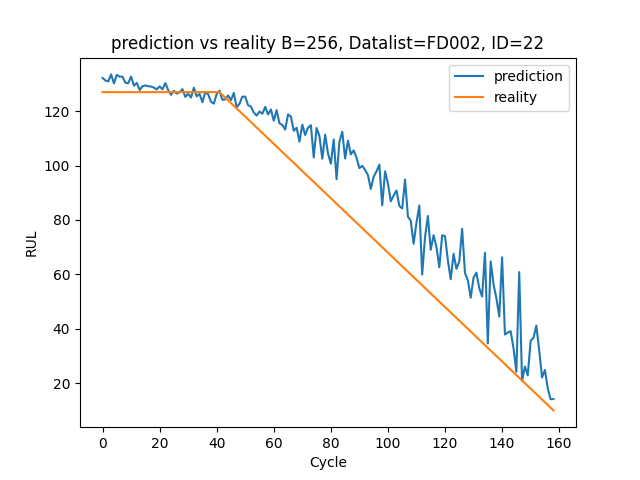 prediction vs reality B=256, Datalist=FD002, ID=22
prediction
reality
RUL
120
100
80
60
40
20
0 20 40 60 80 100 120 140 160
Cycle